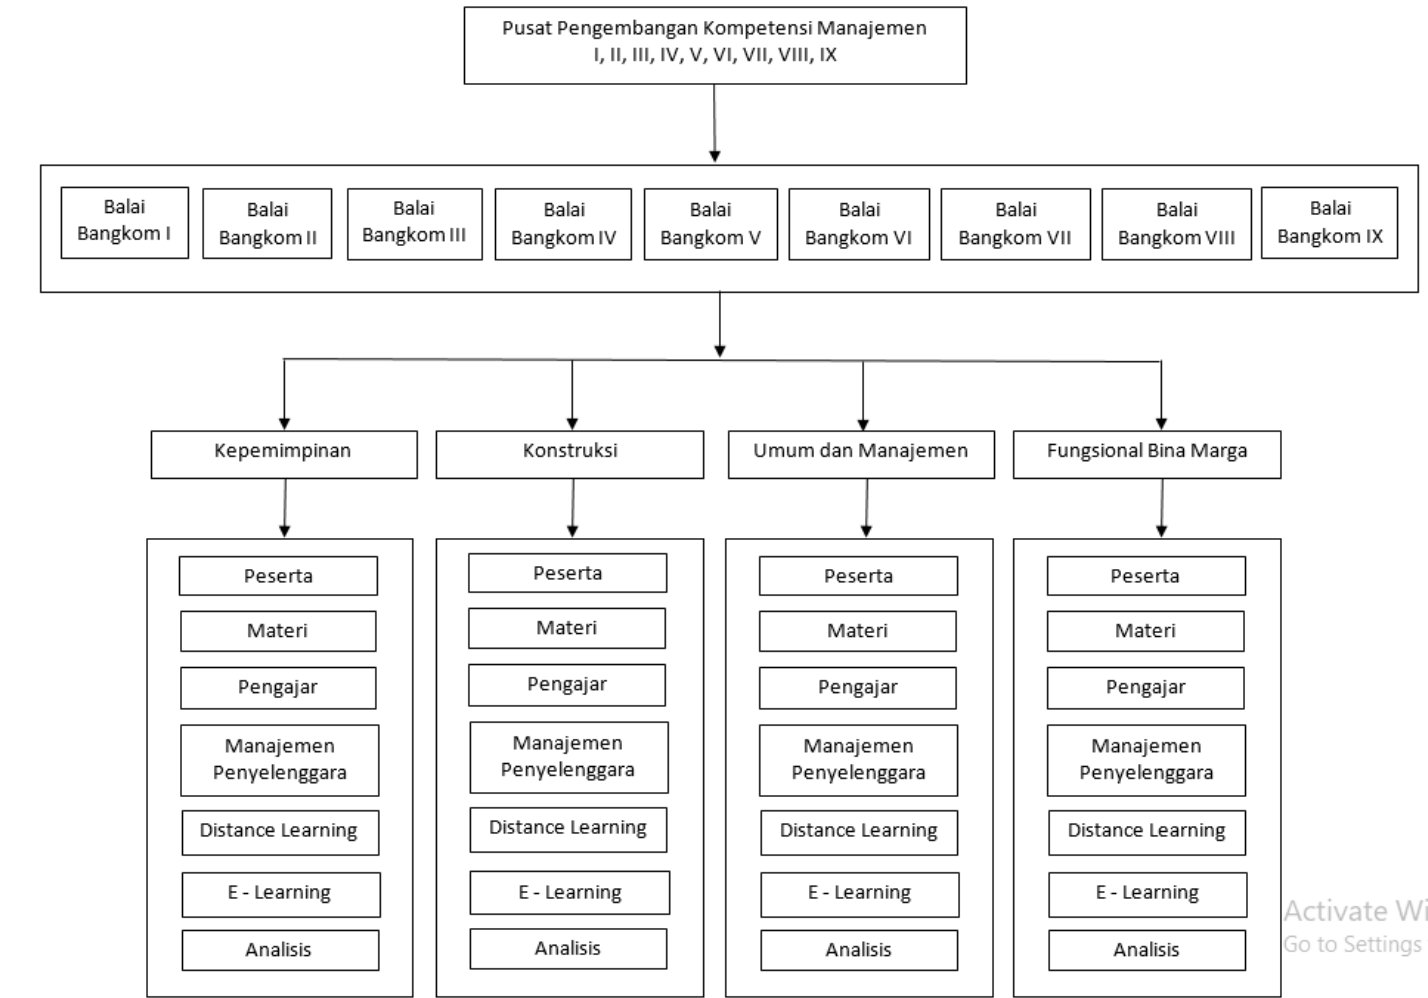 Pusat Pengembangan Kompetensi Manajemen
I, II, III, IV, V, VI, VII, VIII, IX
Balai
Bangkom I
Balai
Bangkom II
Balai
Bangkom III
Balai
Bangkom IV
Balai
Bangkom V
Balai
Bangkom VI
Balai
Bangkom VII
Balai
Bangkom VIII
Balai
Bangkom IX
Kepemimpinan
Konstruksi
Umum dan Manajemen
Fungsional Bina Marga
Peserta
Materi
Pengajar
Manajemen
Penyelenggara
Distance Learning
E - Learning
Analisis
Peserta
Materi
Pengajar
Manajemen
Penyelenggara
Distance Learning
E - Learning
Analisis
Peserta
Materi
Pengajar
Manajemen
Penyelenggara
Distance Learning
E - Learning
Analisis
Peserta
Materi
Pengajar
Manajemen
Penyelenggara
Distance Learning
E - Learning
Analisis
Activate Wi
Go to Settings